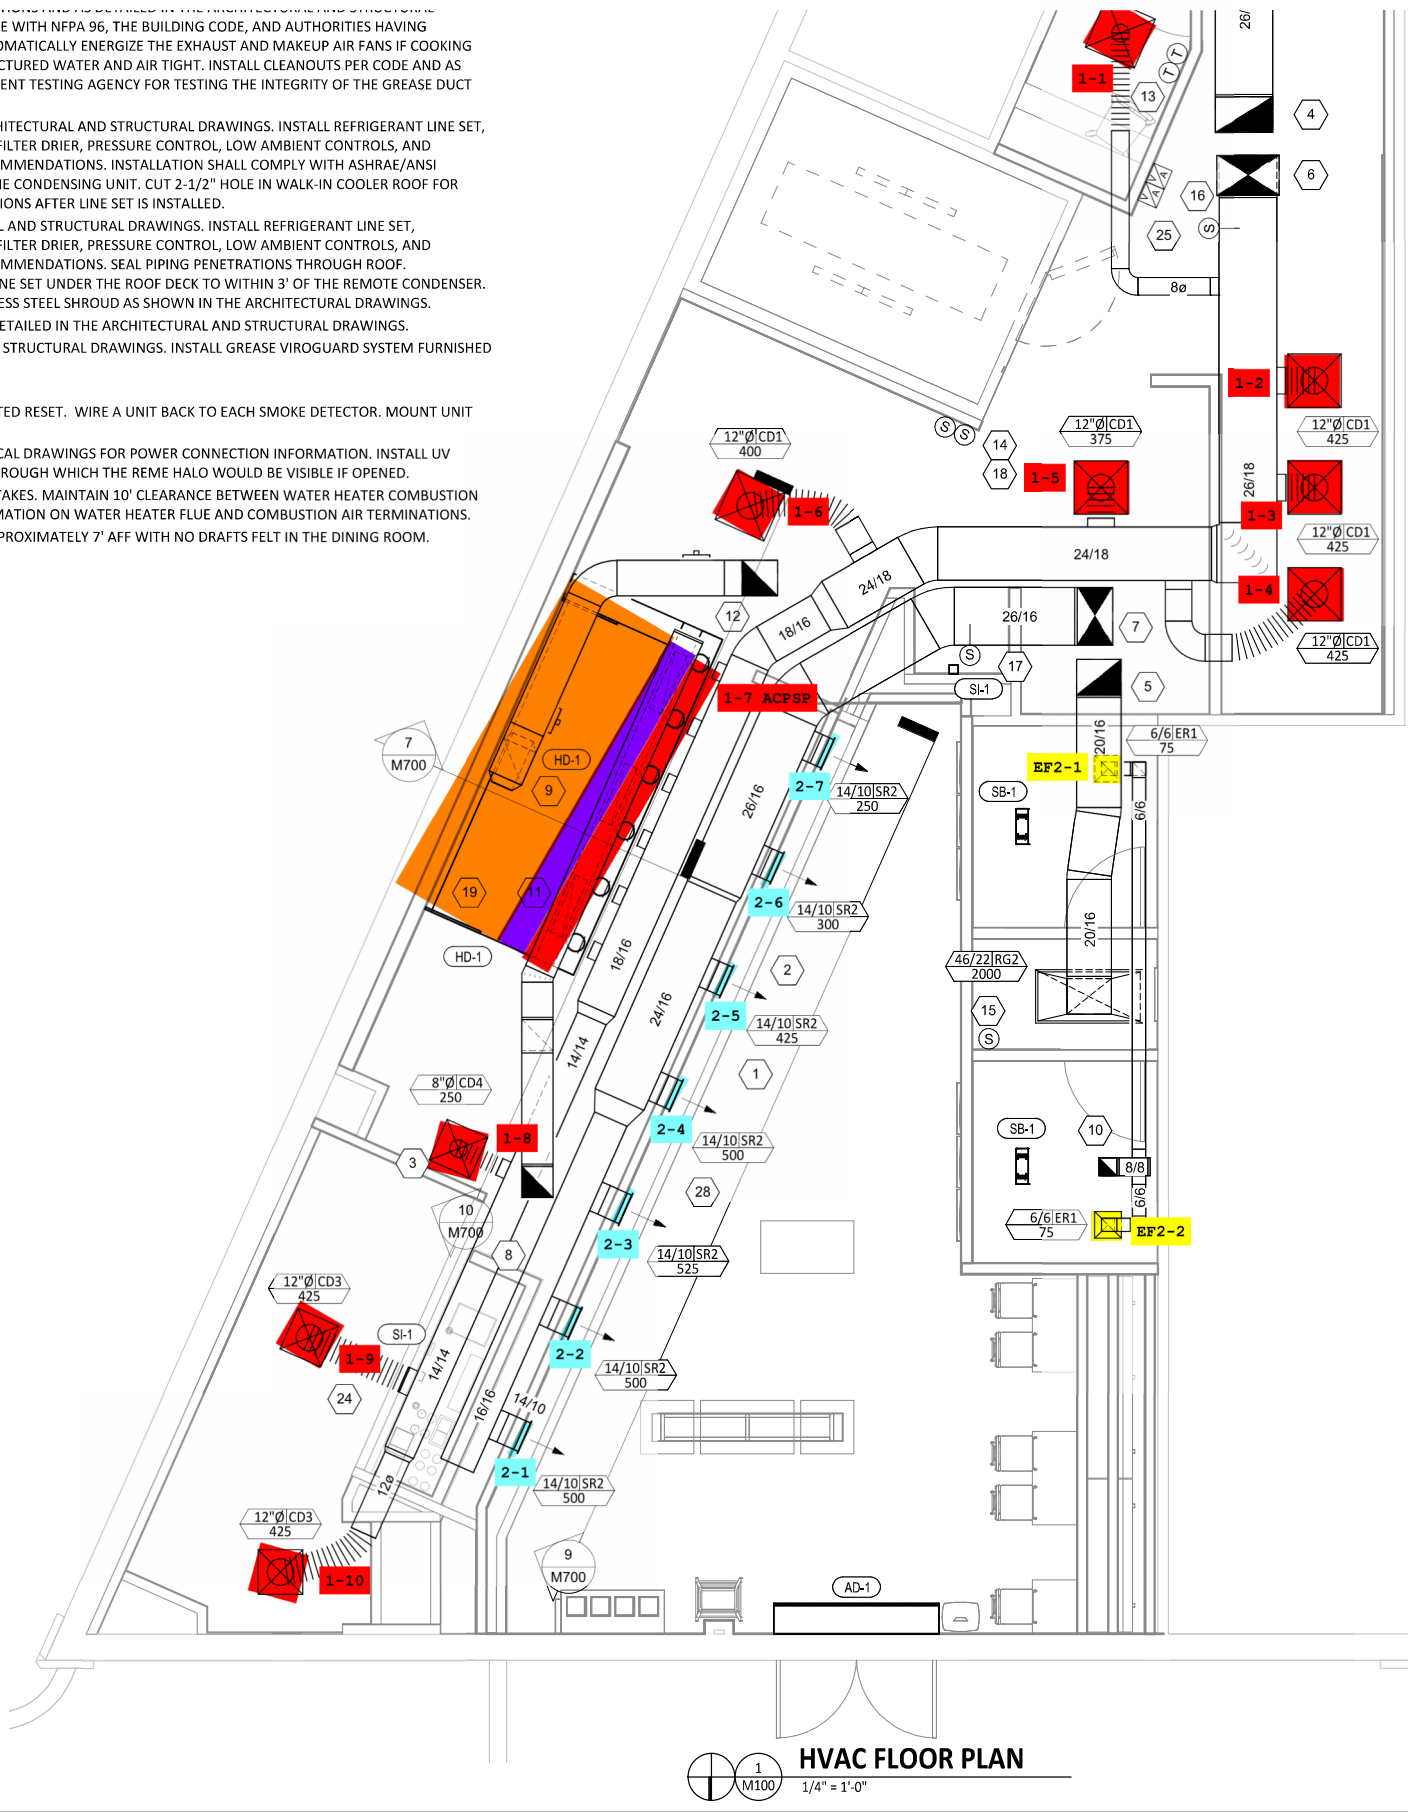 E WITH NFPA 96, THE BUILDING CODE, AND AUTHORITIES HAVING
OMATICALLY ENERGIZE THE EXHAUST AND MAKEUP AIR FANS IF COOKING
CTURED WATER AND AIR TIGHT. INSTALL CLEANOUTS PER CODE AND AS
ENT TESTING AGENCY FOR TESTING THE INTEGRITY OF THE GREASE DUCT
HITECTURAL AND STRUCTURAL DRAWINGS. INSTALL REFRIGERANT LINE SET,
FILTER DRIER, PRESSURE CONTROL, LOW AMBIENT CONTROLS, AND
OMMENDATIONS. INSTALLATION SHALL COMPLY WITH ASHRAE/ANSI
HE CONDENSING UNIT. CUT 2-1/2" HOLE IN WALK-IN COOLER ROOF FOR
IONS AFTER LINE SET IS INSTALLED.
L AND STRUCTURAL DRAWINGS. INSTALL REFRIGERANT LINE SET,
FILTER DRIER, PRESSURE CONTROL, LOW AMBIENT CONTROLS, AND
OMMENDATIONS. SEAL PIPING PENETRATIONS THROUGH ROOF.
NE SET UNDER THE ROOF DECK TO WITHIN 3' OF THE REMOTE CONDENSER.
ESS STEEL SHROUD AS SHOWN IN THE ARCHITECTURAL DRAWINGS.
ETAILED IN THE ARCHITECTURAL AND STRUCTURAL DRAWINGS.
STRUCTURAL DRAWINGS. INSTALL GREASE VIROGUARD SYSTEM FURNISHED
TED RESET. WIRE A UNIT BACK TO EACH SMOKE DETECTOR. MOUNT UNIT
CAL DRAWINGS FOR POWER CONNECTION INFORMATION. INSTALL UV
ROUGH WHICH THE REME HALO WOULD BE VISIBLE IF OPENED.
TAKES. MAINTAIN 10' CLEARANCE BETWEEN WATER HEATER COMBUSTION
MATION ON WATER HEATER FLUE AND COMBUSTION AIR TERMINATIONS.
PROXIMATELY 7' AFF WITH NO DRAFTS FELT IN THE DINING ROOM.
26/
1-1
T
T
13
4
6
V
V
A
A
16
25
S
8ø
1-2
12"Ø CD1
425
26/18
1-3
12"Ø CD1
425
1-4
12"Ø CD1
425
S
S
14
18
12"Ø CD1
375
1-5
12"Ø CD1
400
1-6
24/18
24/18
18/16
26/16
7
S
17
SI-1
5
12
1-7 ACPSP
20/16
6/6 ER1
75
EF2-1
6/6
SB-1
7
M700
HD-1
9
19
11
HD-1
26/16
2-7
14/10 SR2
250
2-6
14/10 SR2
300
20/16
46/22 RG2
2000
15
S
18/16
24/16
2
2-5
14/10 SR2
425
14/14
1
8"Ø CD4
250
1-8
3
2-4
14/10 SR2
500
SB-1
10
8/8
6/6
6/6 ER1
75
EF2-2
28
10
M700
8
2-3
14/10 SR2
525
12"Ø CD3
425
SI-1
1-9
24
14/14
2-2
14/10 SR2
500
16/16
14/10
2-1
14/10 SR2
500
12ø
12"Ø CD3
425
1-10
9
M700
AD-1
1
M100
HVAC FLOOR PLAN
1/4" = 1'-0"